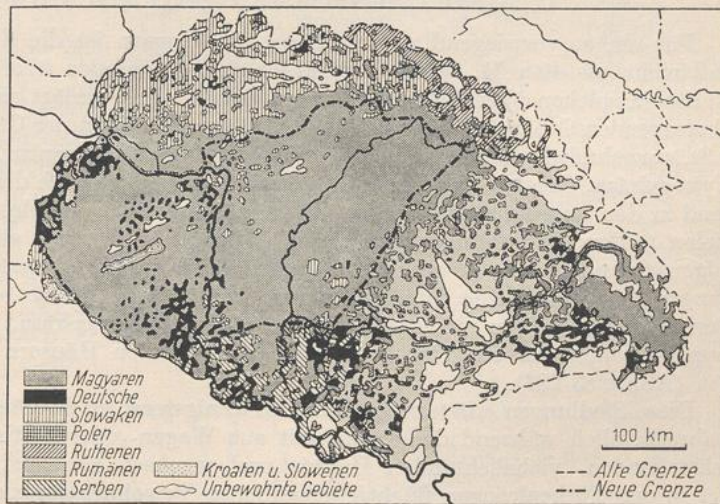 Magyaren
Deutsche
Slowaken
Polen
Ruthenen
Rumänen
Serben
Kroaten u. Slowenen
Unbewohnte Gebiete
100 km
Alte Grenze
Neue Grenze